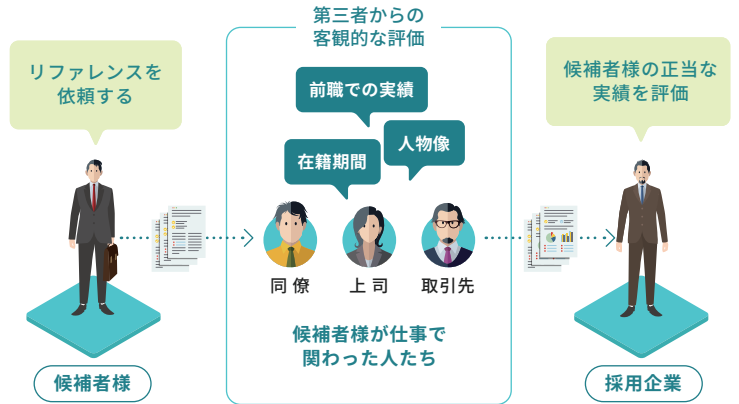 第三者からの
客観的な評価
リファレンスを
依頼する
候補者様の正当な
実績を評価
前職での実績
人物像
在籍期間
同僚
上司
取引先
候補者様が仕事で
関わった人たち
候補者様
採用企業